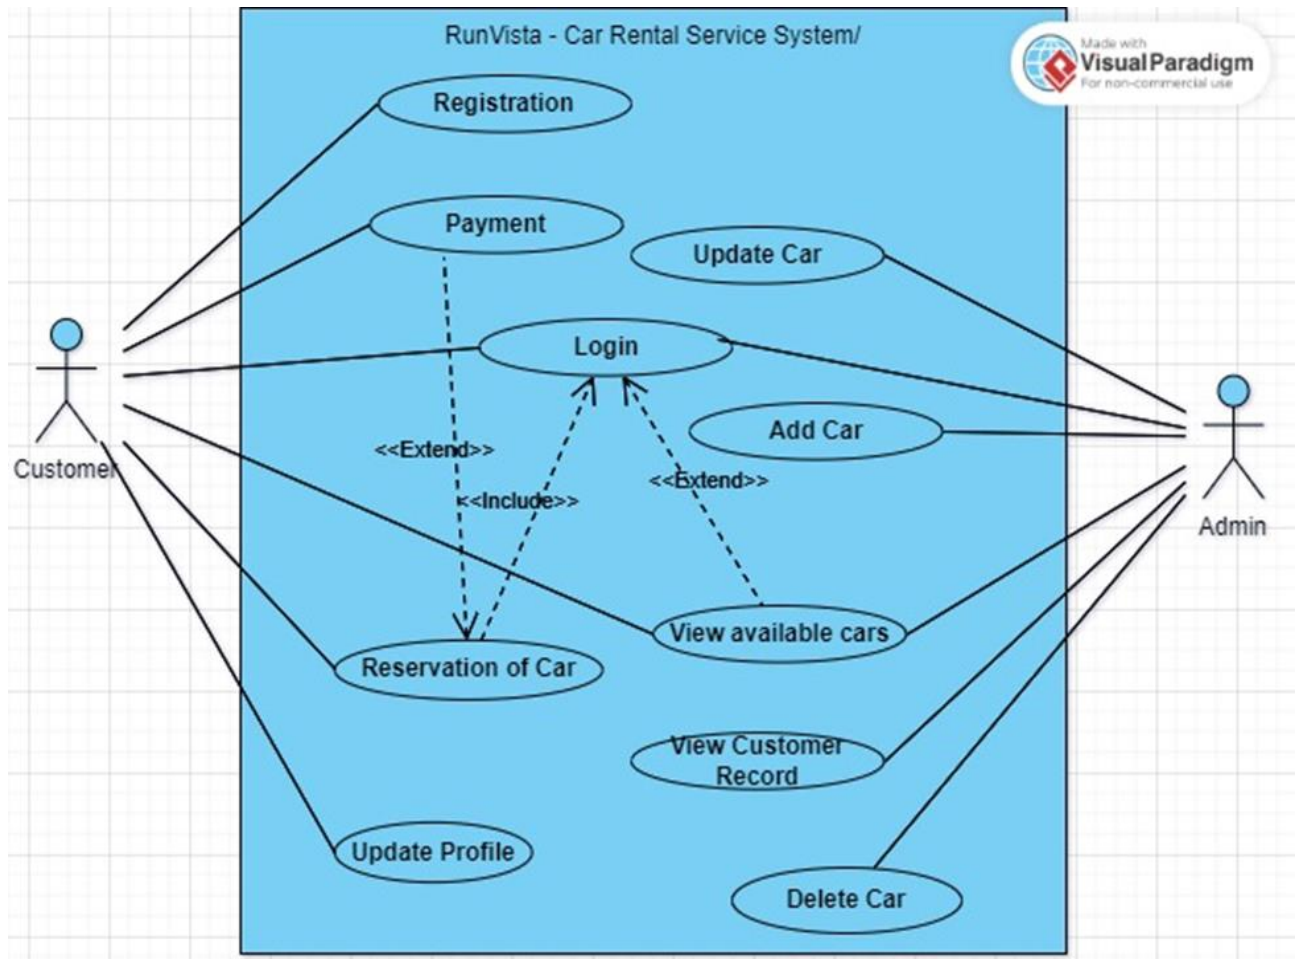 RunVista - Car Rental Service System/
Made with
Visual Paradigm
For non-commercial use
Registration
Payment
Update Car
Login
Add Car
<<Extend>>
<<Include>>
<<Extend>>
Customer
Admin
View available cars
Reservation of Car
View Customer
Record
Update Profile
Delete Car